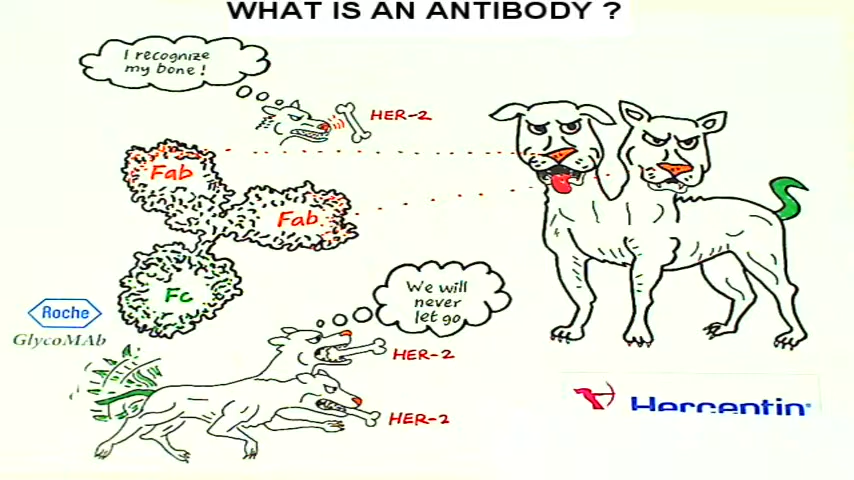 WHAT IS AN ANTIBODY ?
I recognize
my bone!
HER-2
Fab
Fab
Fc
We will
never
let go
Roche
GlycoMAb
HER-2
HER-2
Herceptin®